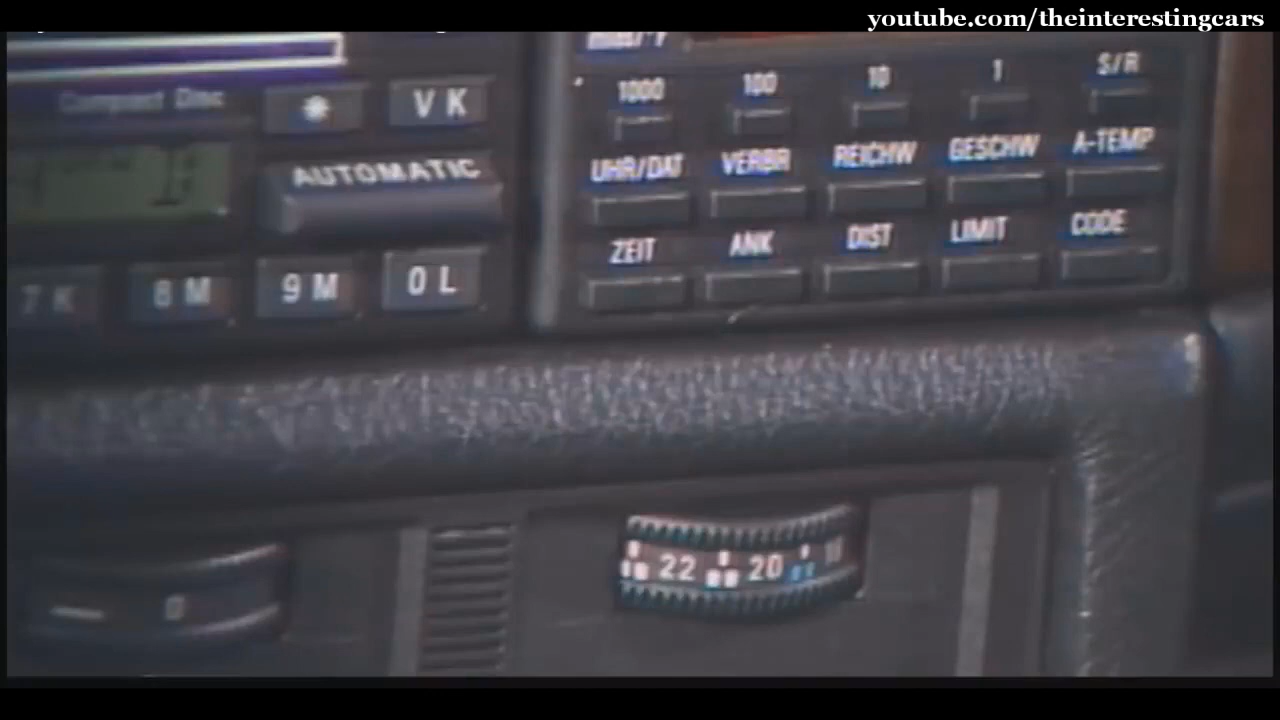 youtube.com/theinterestingcars
Compact Disc
* V K
AUTOMATIC
7 K 8 M 9 M 0 L
1000 100 10 1 S/R
UHR/DAT VERBR REICHW GESCHW A-TEMP
ZEIT ANK DIST LIMIT CODE
22 20
0